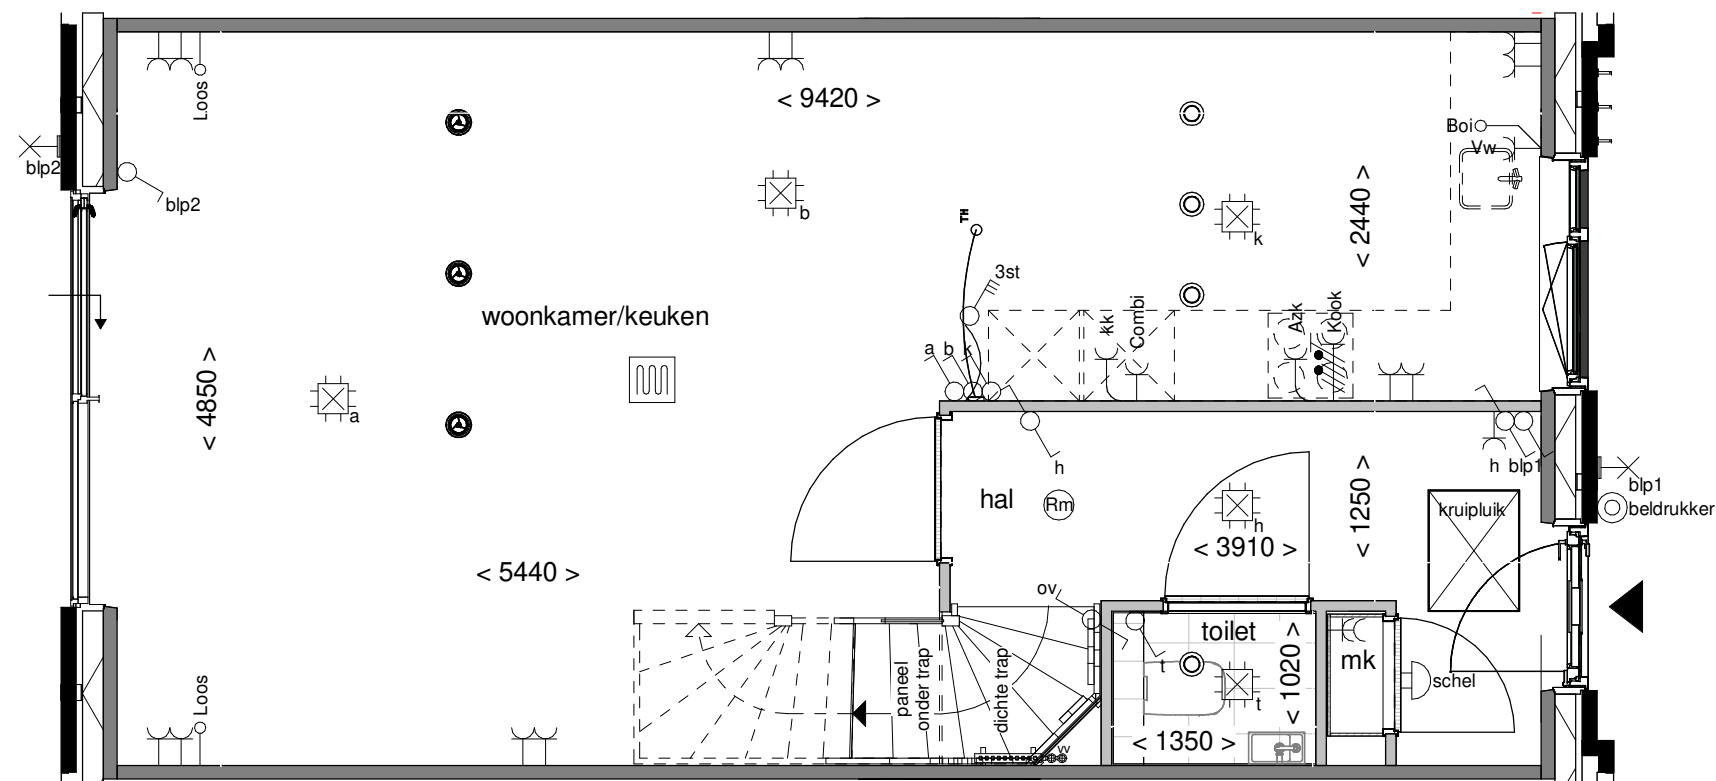 Loos
< 9420 >
Boi
Vw
blp2
blp2
b
k
< 2440 >
TH
3st
woonkamer/keuken
kk
Combi
Azk
Kook
a b k
< 4850 >
a
h
h blp1
blp1
hal
Rm
h
< 1250 >
kruipluik
beldrukker
< 3910 >
< 5440 >
ov
toilet
t
mk
schel
paneel
onder trap
dichte trap
< 1020 >
t
Loos
< 1350 >
vv